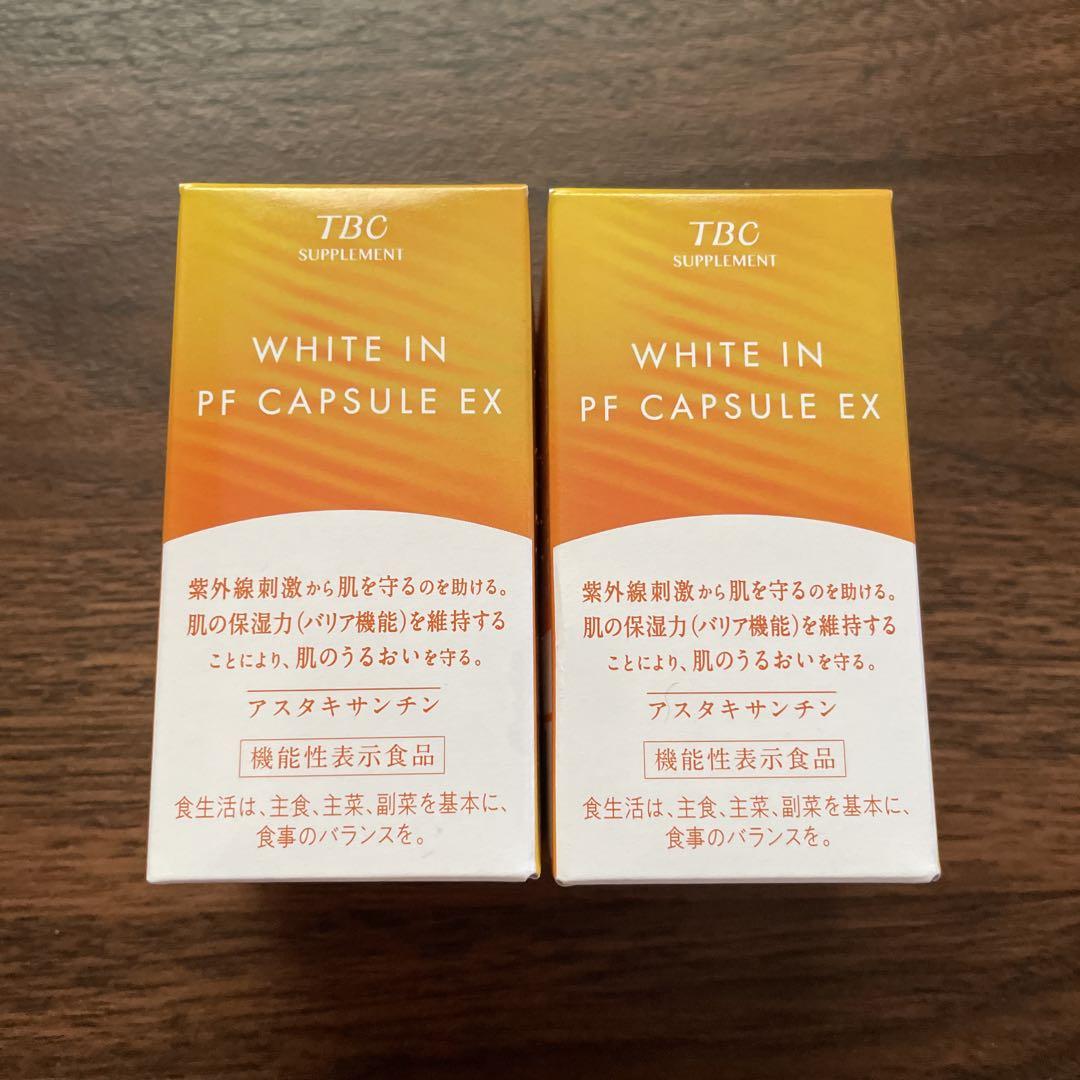 TBC
SUPPLEMENT
WHITE IN
PF CAPSULE EX
紫外線刺激から肌を守るのを助ける。
肌の保湿力(バリア機能)を維持する
ことにより、肌のうるおいを守る。
アスタキサンチン
機能性表示食品
食生活は、主食、主菜、副菜を基本に、
食事のバランスを。
TBC
SUPPLEMENT
WHITE IN
PF CAPSULE EX
紫外線刺激から肌を守るのを助ける。
肌の保湿力(バリア機能)を維持する
ことにより、肌のうるおいを守る。
アスタキサンチン
機能性表示食品
食生活は、主食、主菜、副菜を基本に、
食事のバランスを。